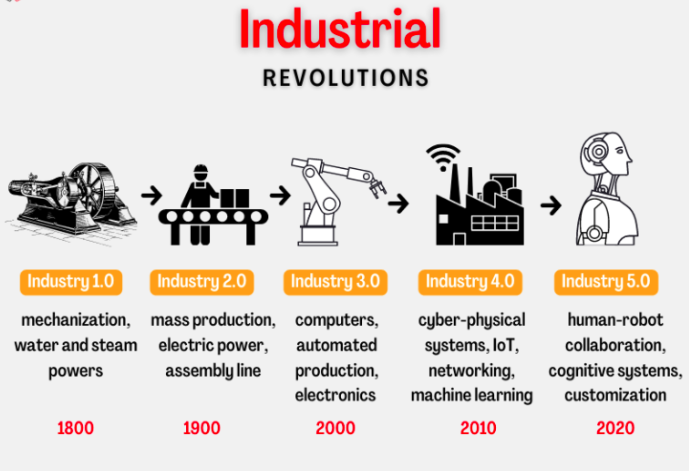 Industrial
REVOLUTIONS
Industry 1.0
mechanization,
water and steam
powers
1800
Industry 2.0
mass production,
electric power,
assembly line
1900
Industry 3.0
computers,
automated
production,
electronics
2000
Industry 4.0
cyber-physical
systems, IoT,
networking,
machine learning
2010
Industry 5.0
human-robot
collaboration,
cognitive systems,
customization
2020